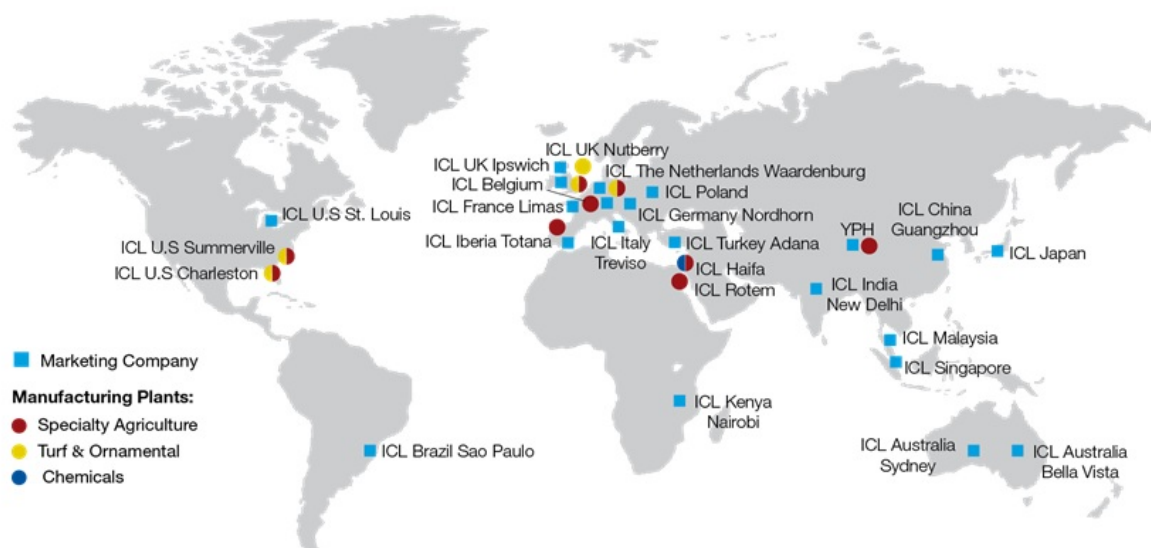 ICL UK Nutberry
ICL UK Ipswich
ICL The Netherlands Waardenburg
ICL Belgium
ICL Poland
ICL France Limas
ICL Germany Nordhorn
ICL U.S St. Louis
ICL China
Guangzhou
YPH
ICL Iberia Totana
ICL Italy
Treviso
ICL Turkey Adana
ICL Japan
ICL U.S Summerville
ICL U.S Charleston
ICL Haifa
ICL Rotem
ICL India
New Delhi
ICL Malaysia
ICL Singapore
Marketing Company
Manufacturing Plants:
Specialty Agriculture
Turf & Ornamental
Chemicals
ICL Kenya
Nairobi
ICL Brazil Sao Paulo
ICL Australia
Sydney
ICL Australia
Bella Vista